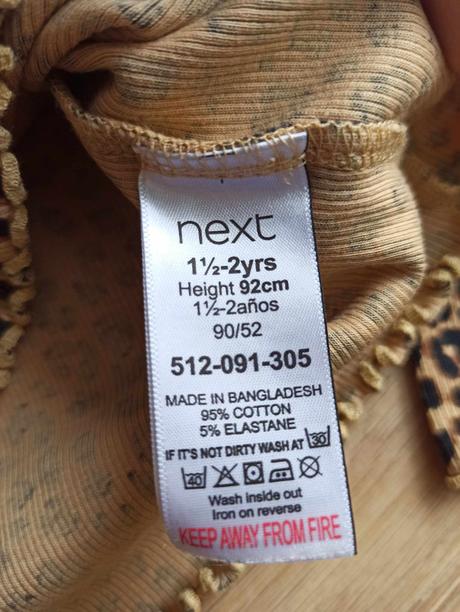 next
1½-2yrs
Height 92cm
1½-2años
90/52
512-091-305
MADE IN BANGLADESH
95% COTTON
5% ELASTANE
IF IT'S NOT DIRTY WASH AT 30
40
Wash inside out
Iron on reverse
KEEP AWAY FROM FIRE